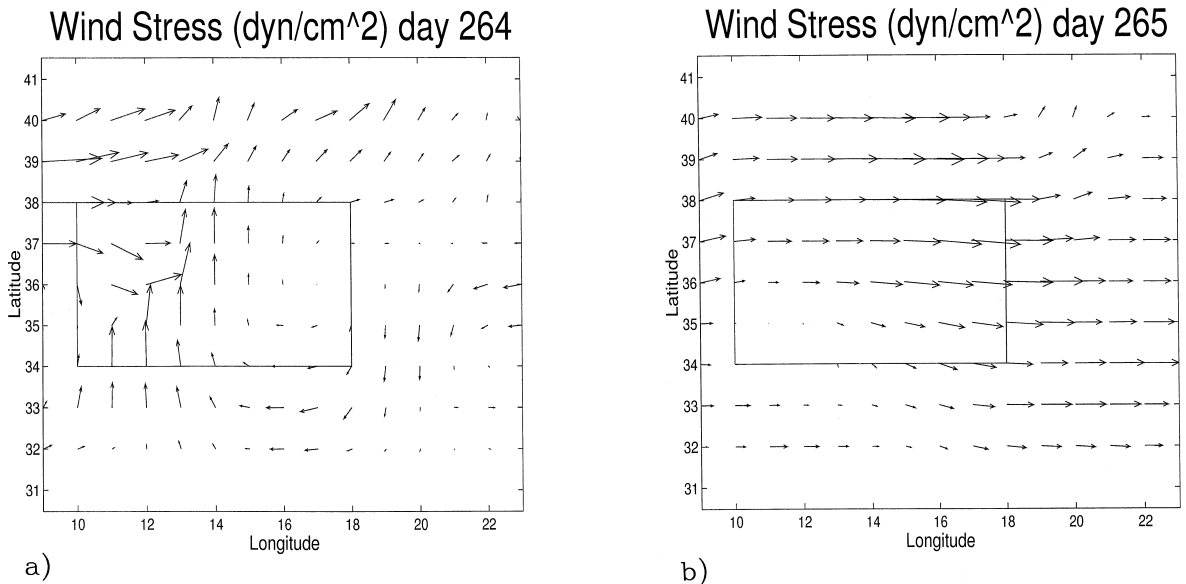 Wind Stress (dyn/cm^2) day 264
41
40
39
38
37
36
35
34
33
32
31
Latitude
10 12 14 16 18 20 22
Longitude
a)
Wind Stress (dyn/cm^2) day 265
41
40
39
38
37
36
35
34
33
32
31
Latitude
10 12 14 16 18 20 22
Longitude
b)